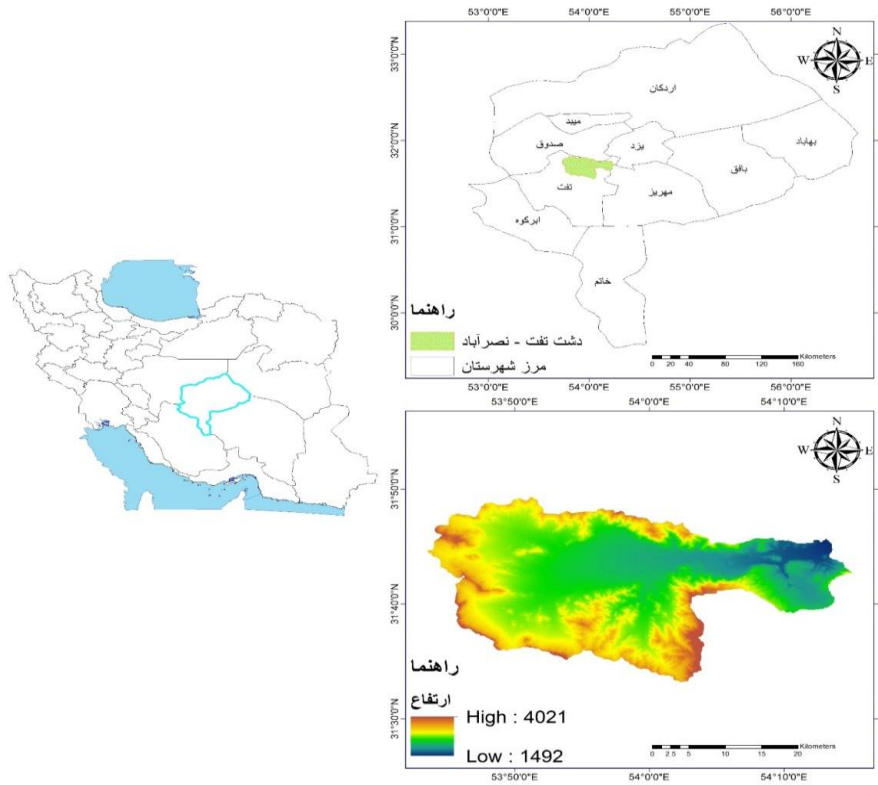 53°0'0"E 54°0'0"E 55°0'0"E 56°0'0"E
33°0'0"N
32°0'0"N
31°0'0"N
30°0'0"N
N
W E
S
اردکان
میبد
صدوق
یزد
بهاباد
بافق
تفت
مهریز
ابرکوه
خاتم
راهنما
دشت تفت - نصرآباد
مرز شهرستان
Kilometers
0 20 40 80 120 160
53°0'0"E 54°0'0"E 55°0'0"E 56°0'0"E
53°50'0"E 54°0'0"E 54°10'0"E
31°50'0"N
31°40'0"N
31°30'0"N
N
W E
S
راهنما
ارتفاع
High : 4021
Low : 1492
Kilometers
0 2.5 5 10 15 20
53°50'0"E 54°0'0"E 54°10'0"E